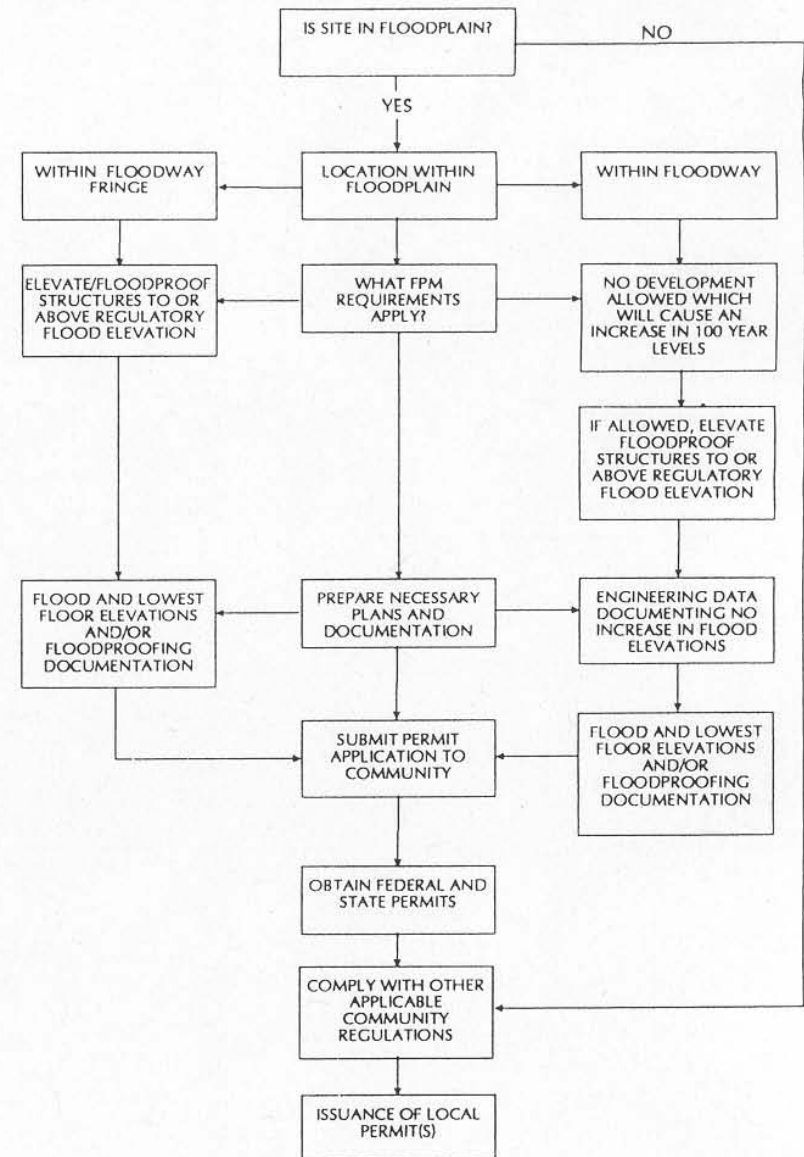 IS SITE IN FLOODPLAIN?
NO
YES
WITHIN FLOODWAY
FRINGE
LOCATION WITHIN
FLOODPLAIN
WITHIN FLOODWAY
ELEVATE/FLOODPROOF
STRUCTURES TO OR
ABOVE REGULATORY
FLOOD ELEVATION
WHAT FPM
REQUIREMENTS
APPLY?
NO DEVELOPMENT
ALLOWED WHICH
WILL CAUSE AN
INCREASE IN 100 YEAR
LEVELS
IF ALLOWED, ELEVATE
FLOODPROOF
STRUCTURES TO OR
ABOVE REGULATORY
FLOOD ELEVATION
FLOOD AND LOWEST
FLOOR ELEVATIONS
AND/OR
FLOODPROOFING
DOCUMENTATION
PREPARE NECESSARY
PLANS AND
DOCUMENTATION
ENGINEERING DATA
DOCUMENTING NO
INCREASE IN FLOOD
ELEVATIONS
SUBMIT PERMIT
APPLICATION TO
COMMUNITY
FLOOD AND LOWEST
FLOOR ELEVATIONS
AND/OR
FLOODPROOFING
DOCUMENTATION
OBTAIN FEDERAL AND
STATE PERMITS
COMPLY WITH OTHER
APPLICABLE
COMMUNITY
REGULATIONS
ISSUANCE OF LOCAL
PERMIT(S)